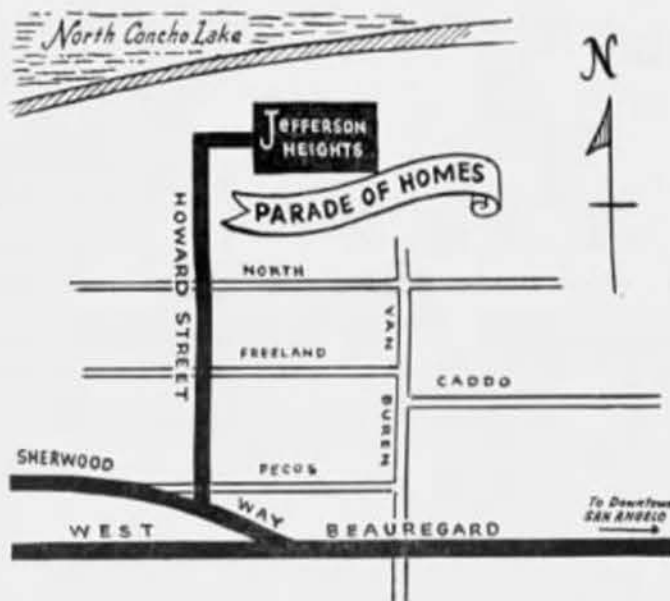 North Concho Lake
N
JEFFERSON
HEIGHTS
PARADE OF HOMES
HOWARD STREET
NORTH
VAN BUREN
FREELAND
CADDO
SHERWOOD WAY
PECOS
WEST BEAUREGARD
To Downtown
SAN ANGELO